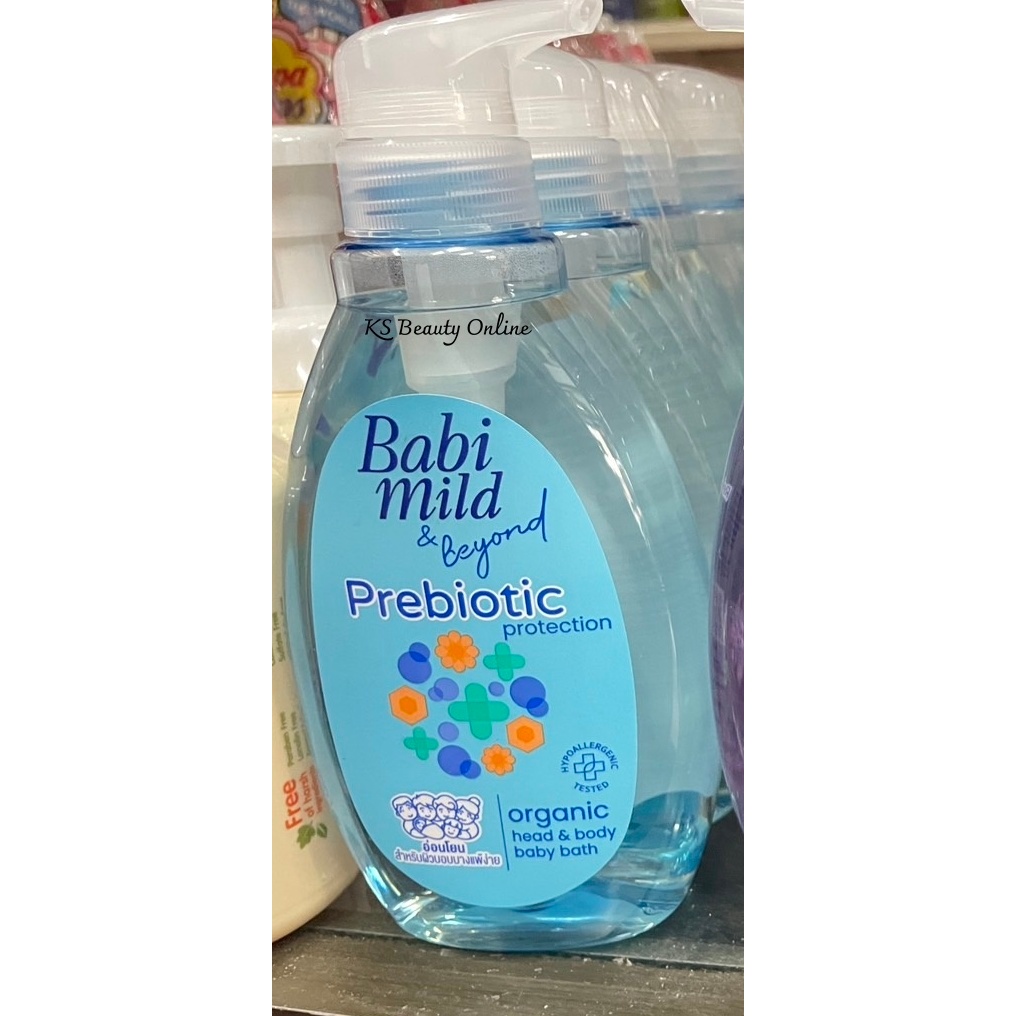 KS Beauty Online
Babi
mild
& beyond
Prebiotic
protection
HYPOALLERGENIC
TESTED
อ่อนโยน
สำหรับผิวบอบบางแพ้ง่าย
organic
head & body
baby bath
Free
of harsh